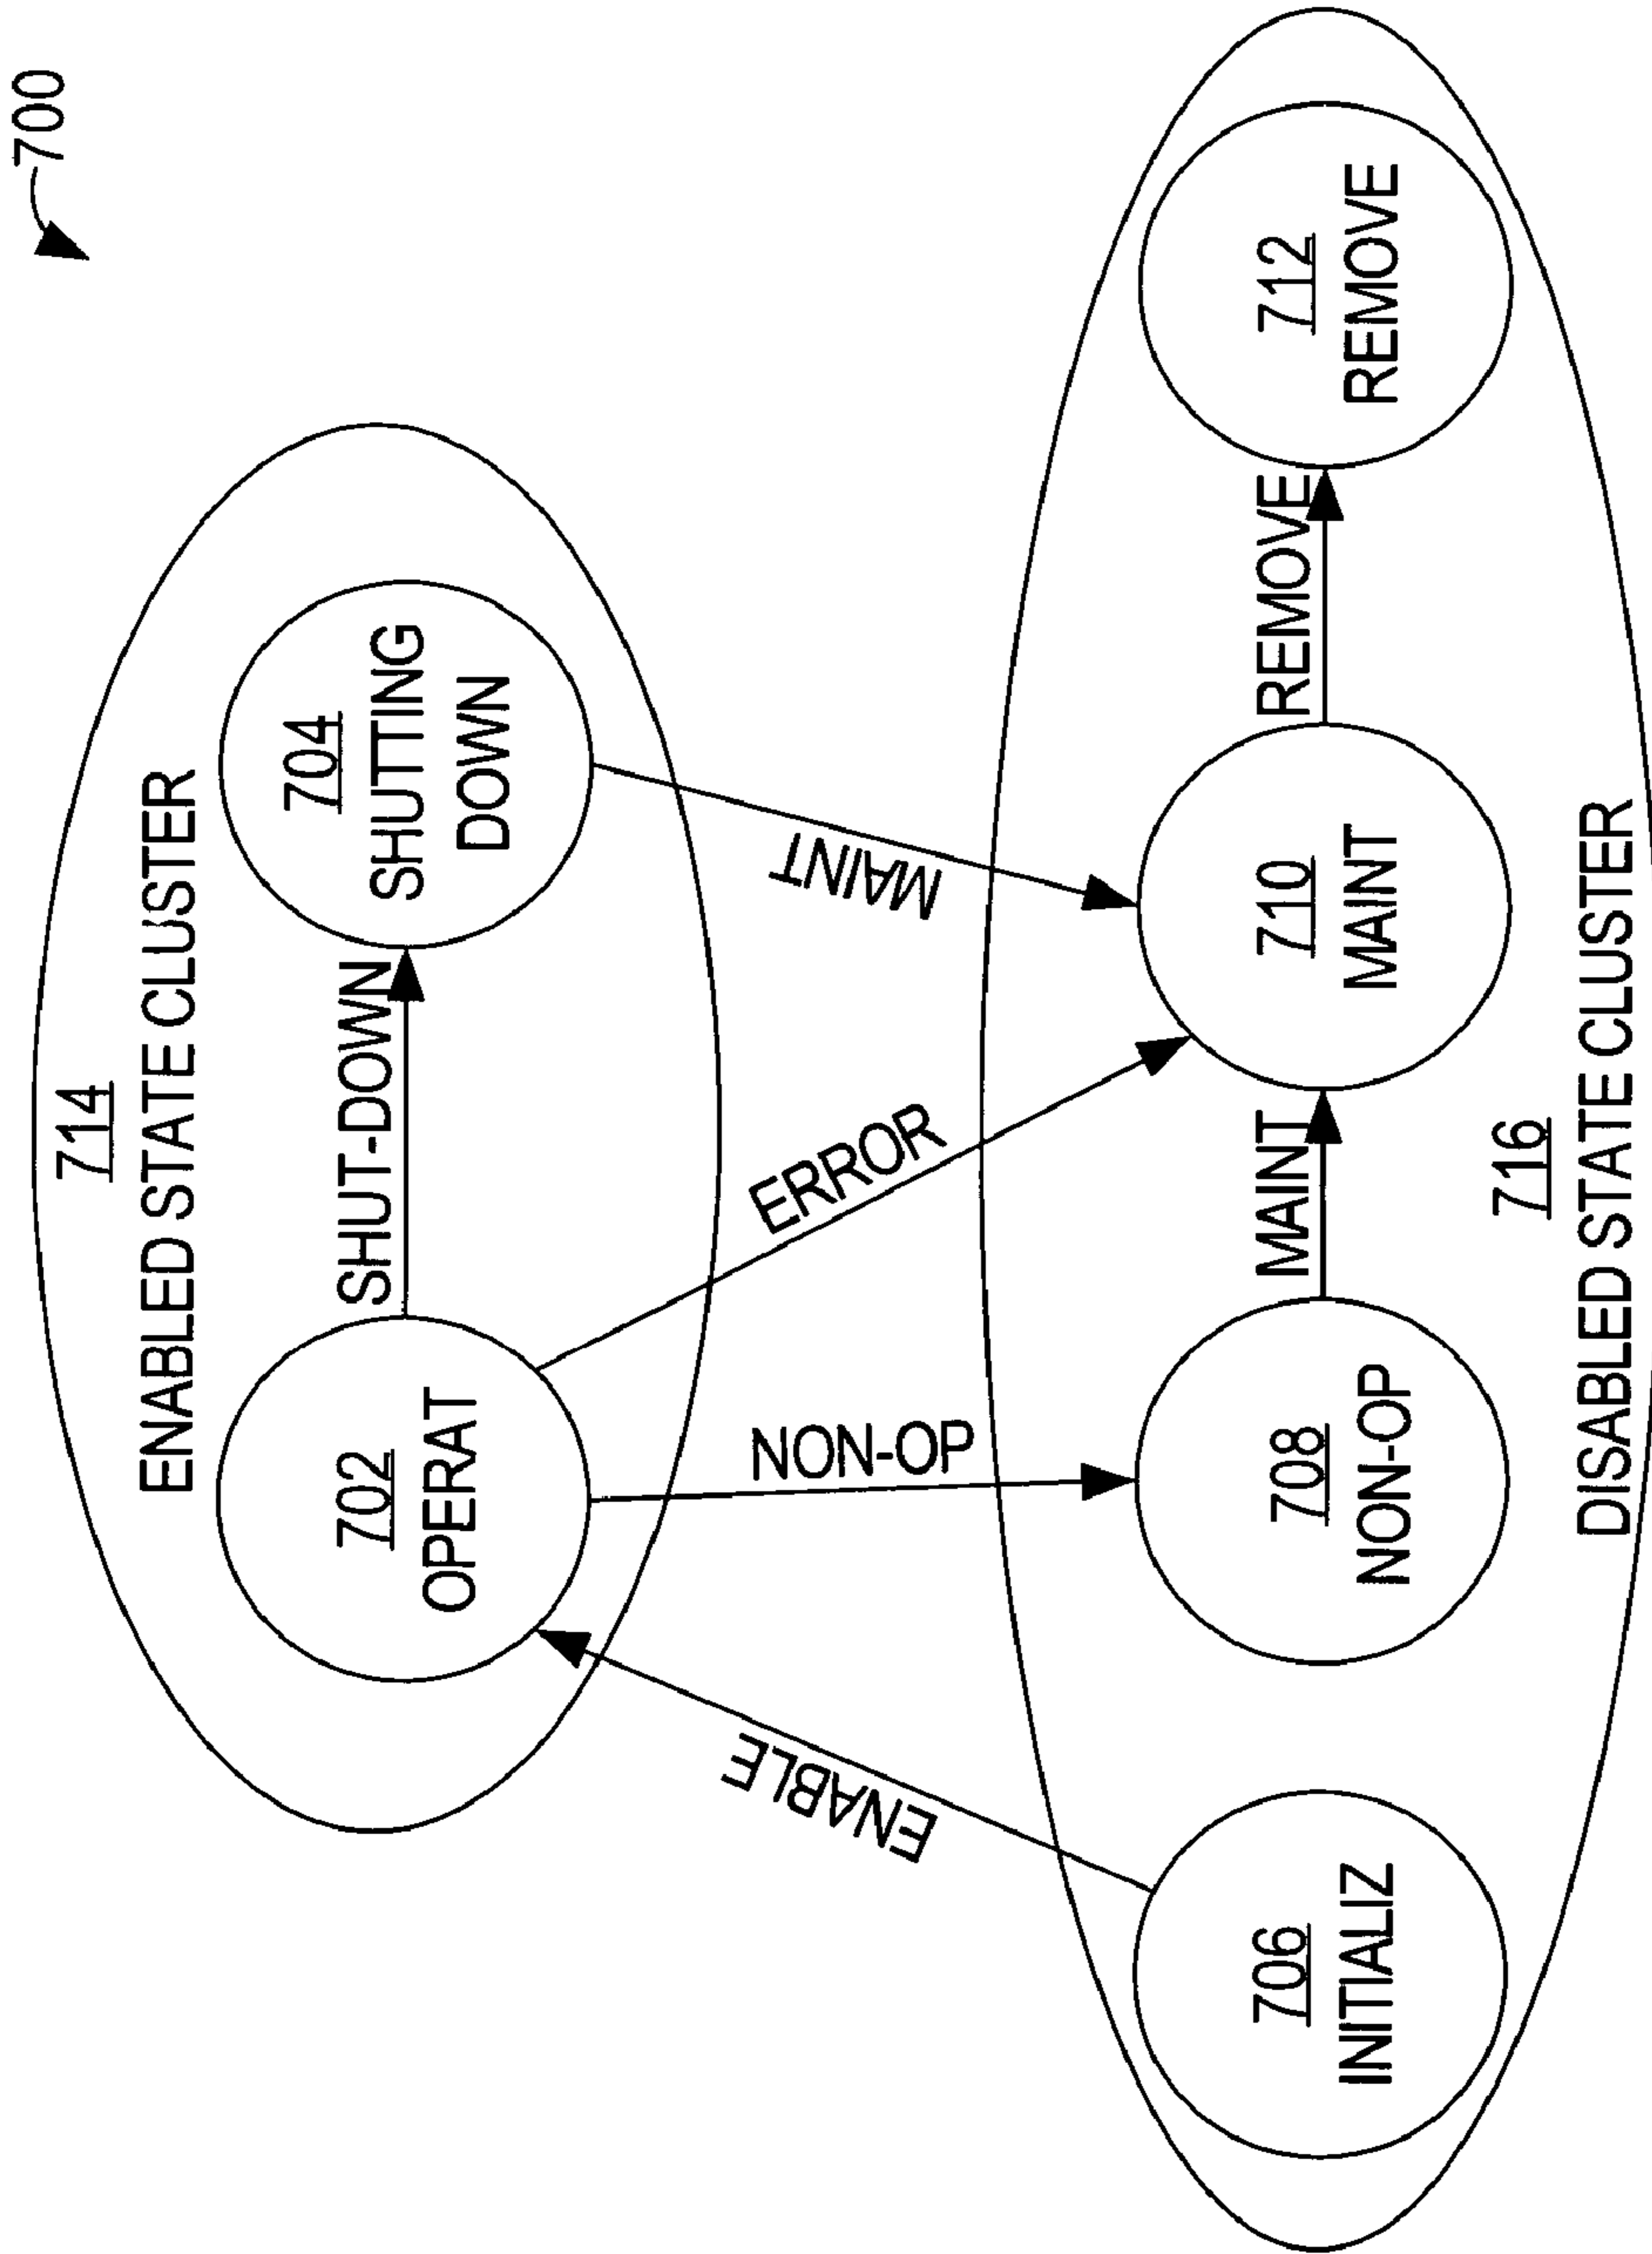 700
714
ENABLED STATE CLUSTER
702
OPERAT
SHUT-DOWN
704
SHUTTING
DOWN
ENABLE
NON-OP
ERROR
MAINT
706
INITIALIZ
708
NON-OP
MAINT
710
MAINT
REMOVE
712
REMOVE
716
DISABLED STATE CLUSTER